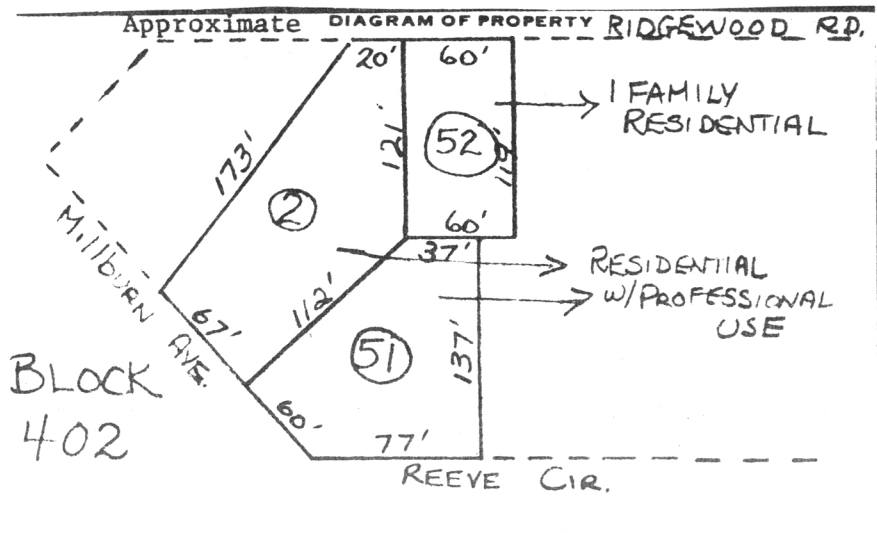 Approximate DIAGRAM OF PROPERTY RIDGEWOOD RD.
20' 60'
1 FAMILY
RESIDENTIAL
121'
52
119'
173'
2
60'
37'
Millburn AVE.
RESIDENTIAL
W/PROFESSIONAL
USE
112'
67'
51
137'
BLOCK
402
60'
77'
REEVE CIR.